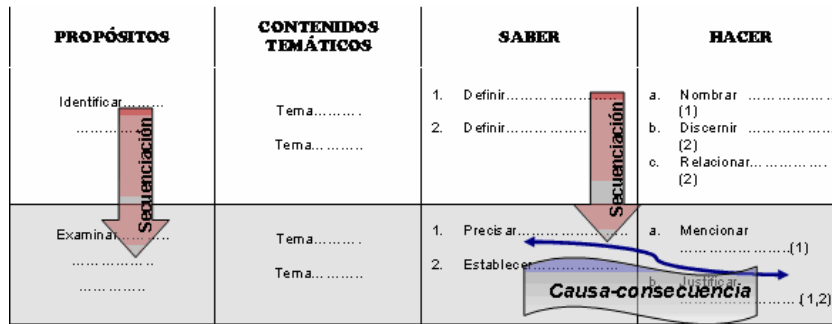 PROPÓSITOS
CONTENIDOS
TEMÁTICOS
SABER
HACER
Identificar.........
..................
Tema..........
Tema..........
1. Definir........................
2. Definir........................
a. Nombrar ..................
(1)
b. Discernir ..................
(2)
c. Relacionar..................
(2)
Secuenciación
Secuenciación
Examinar..........
..................
..............
Tema..........
Tema..........
1. Precisar........................
2. Establecer..................
a. Mencionar
........................(1)
b. Justificar
........................(1,2)
Causa-consecuencia